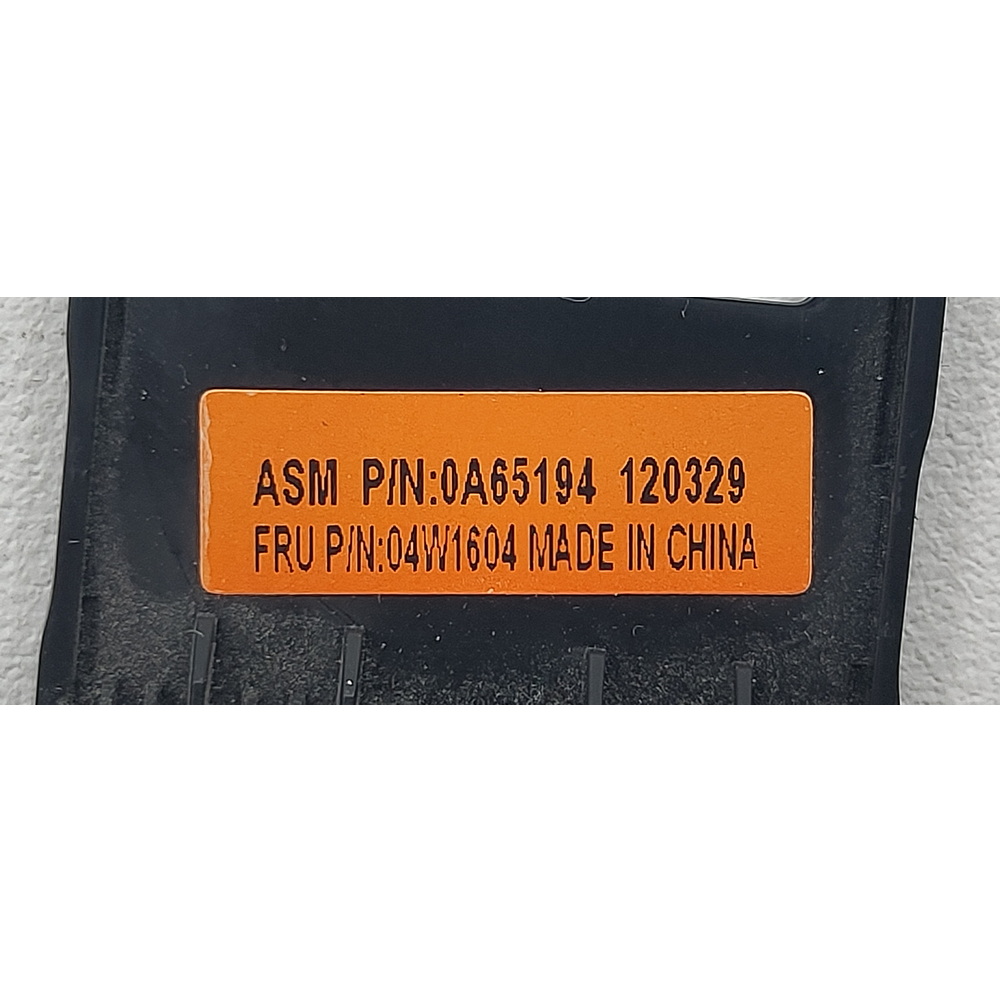 ASM P/N:0A65194 120329
FRU P/N:04W1604 MADE IN CHINA